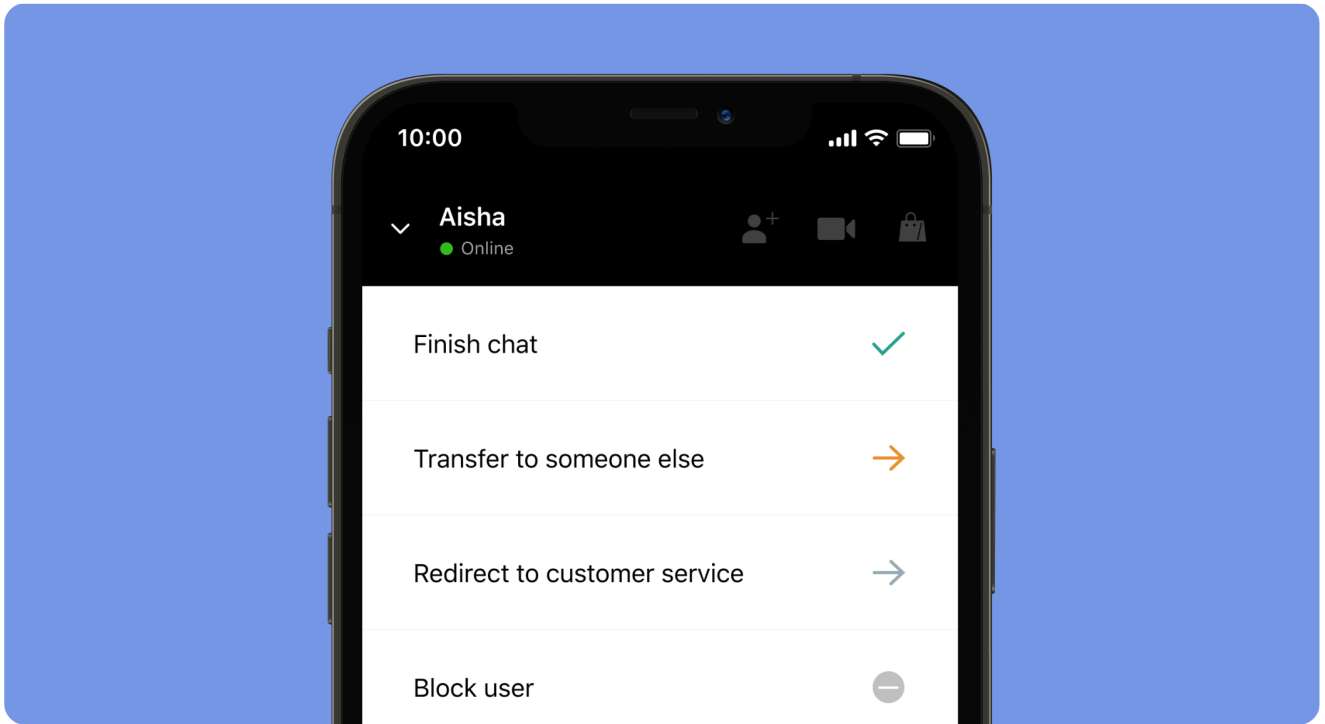 10:00
Aisha
Online
Finish chat
Transfer to someone else
Redirect to customer service
Block user